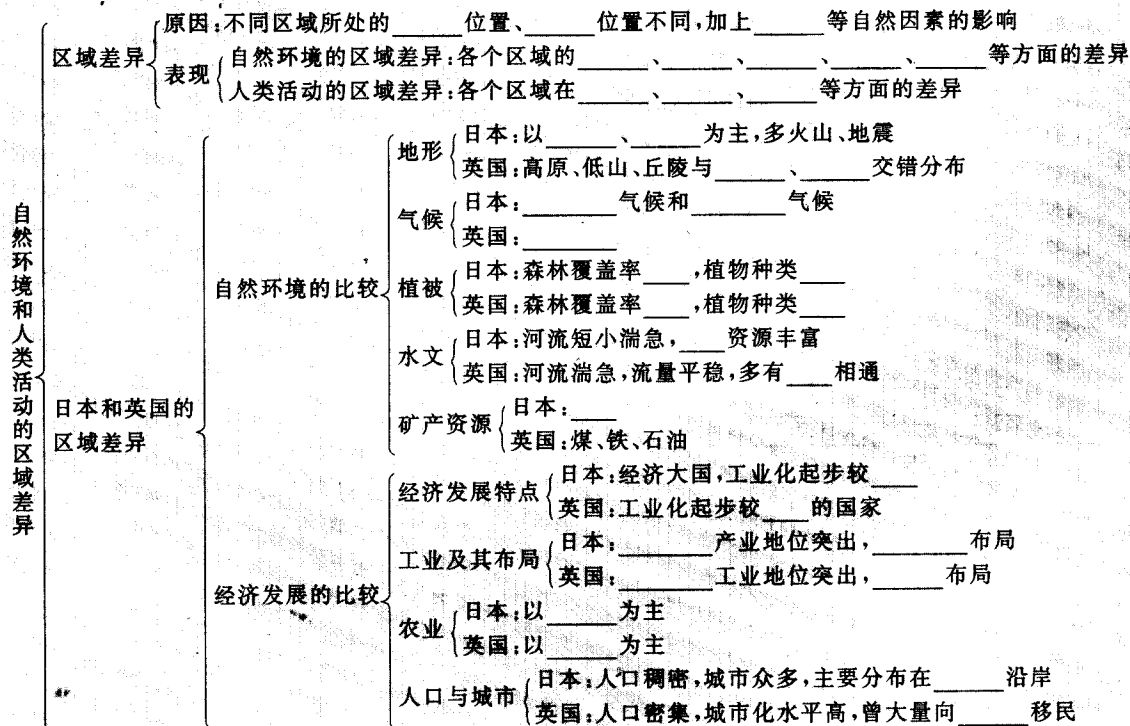 自然环境和人类活动的区域差异
区域差异
原因:不同区域所处的______位置、______位置不同,加上______等自然因素的影响
表现
自然环境的区域差异:各个区域的______、______、______、______、______等方面的差异
人类活动的区域差异:各个区域在______、______、______等方面的差异
日本和英国的
区域差异
自然环境的比较
地形
日本:以______、______为主,多火山、地震
英国:高原、低山、丘陵与______、______交错分布
气候
日本:________气候和________气候
英国:________
植被
日本:森林覆盖率____,植物种类____
英国:森林覆盖率____,植物种类____
水文
日本:河流短小湍急,____资源丰富
英国:河流湍急,流量平稳,多有____相通
矿产资源
日本:____
英国:煤、铁、石油
经济发展的比较
经济发展特点
日本:经济大国,工业化起步较____
英国:工业化起步较____的国家
工业及其布局
日本:________产业地位突出,________布局
英国:________工业地位突出,______布局
农业
日本:以______为主
英国:以______为主
人口与城市
日本:人口稠密,城市众多,主要分布在______沿岸
英国:人口密集,城市化水平高,曾大量向______移民